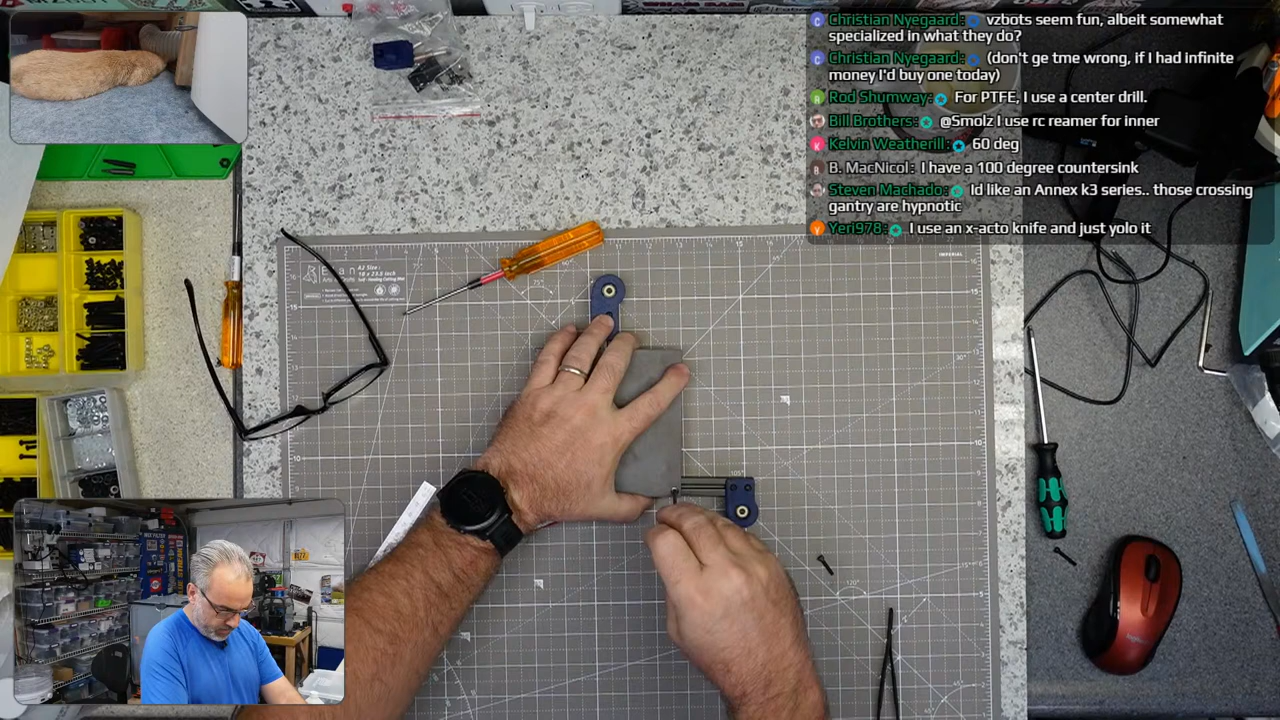 Christian Nyegaard: vzbots seem fun, albeit somewhat
specialized in what they do?
Christian Nyegaard: (don't ge tme wrong, if I had infinite
money I'd buy one today)
Rod Shumway: For PTFE, I use a center drill.
Bill Brothers: @Smolz I use rc reamer for inner
Kelvin Weatherill: 60 deg
B. MacNicol: I have a 100 degree countersink
Steven Machado: Id like an Annex k3 series.. those crossing
gantry are hypnotic
Yeri978: I use an x-acto knife and just yolo it
A2 Size:
IMPERIAL